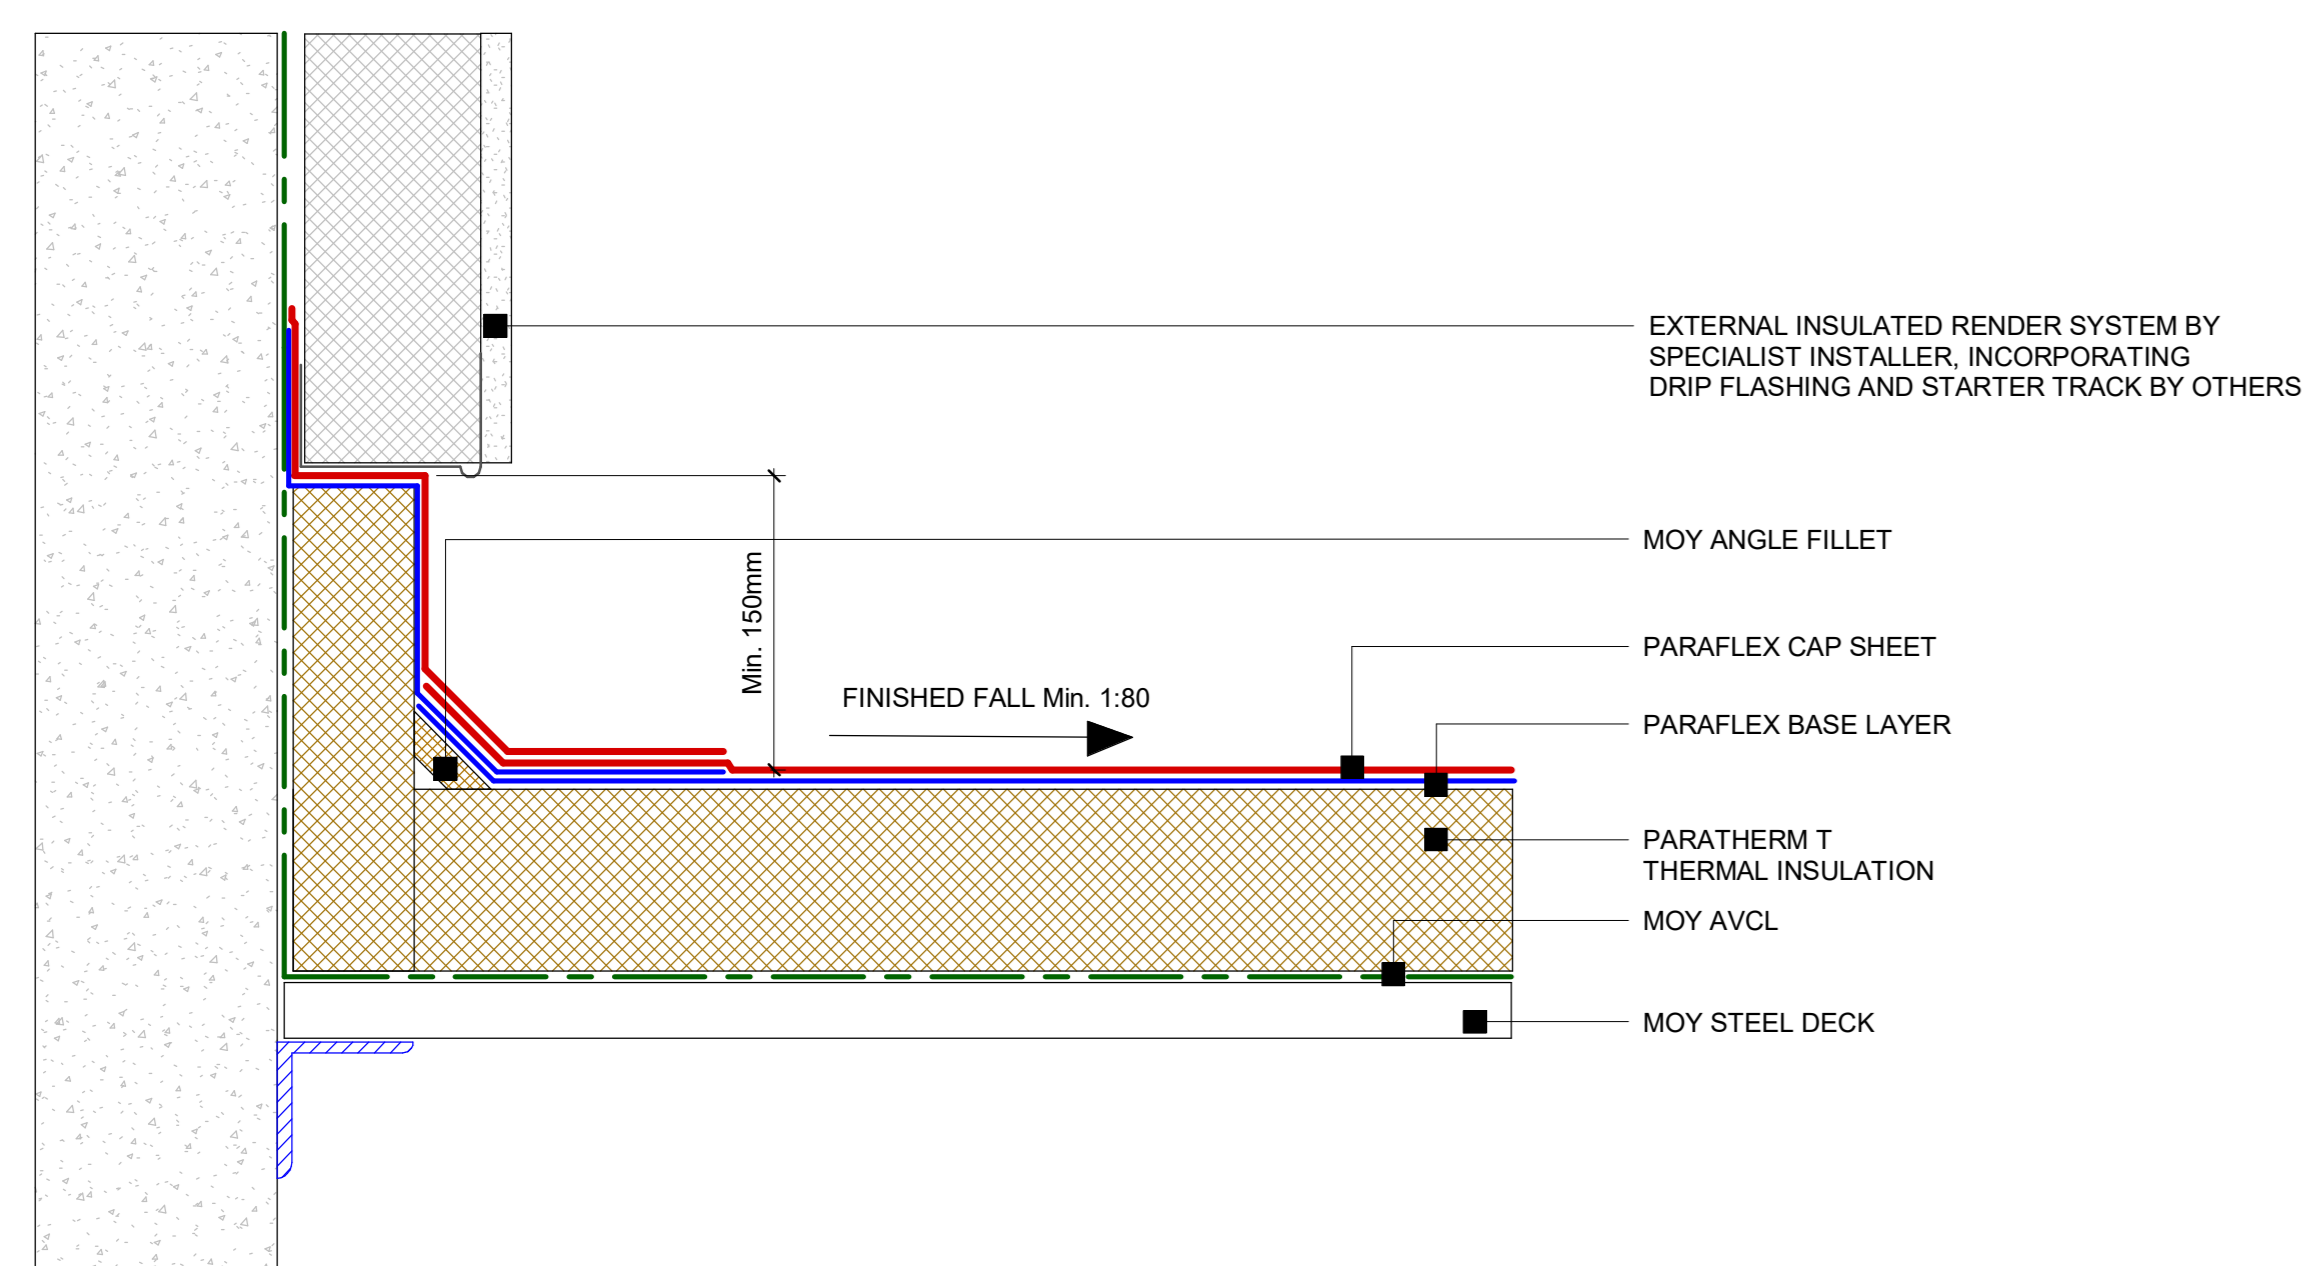 EXTERNAL INSULATED RENDER SYSTEM BY
SPECIALIST INSTALLER, INCORPORATING
DRIP FLASHING AND STARTER TRACK BY OTHERS
MOY ANGLE FILLET
Min. 150mm
PARAFLEX CAP SHEET
FINISHED FALL Min. 1:80
PARAFLEX BASE LAYER
PARATHERM T
THERMAL INSULATION
MOY AVCL
MOY STEEL DECK